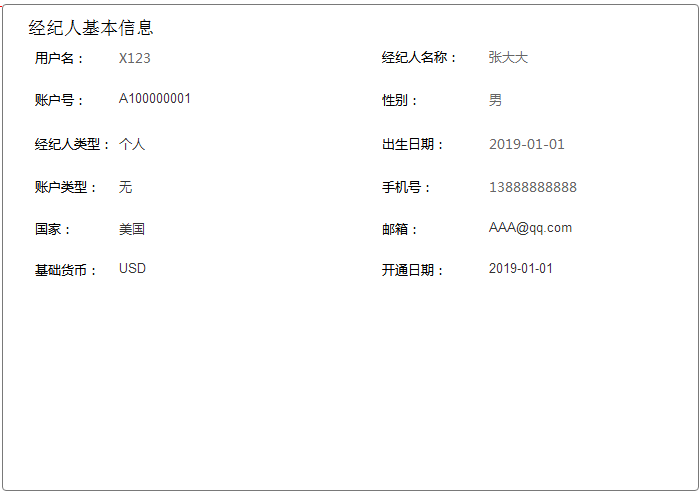 经纪人基本信息
用户名： X123 经纪人名称： 张大大
账户号： A100000001 性别： 男
经纪人类型： 个人 出生日期： 2019-01-01
账户类型： 无 手机号： 13888888888
国家： 美国 邮箱： AAA@qq.com
基础货币： USD 开通日期： 2019-01-01